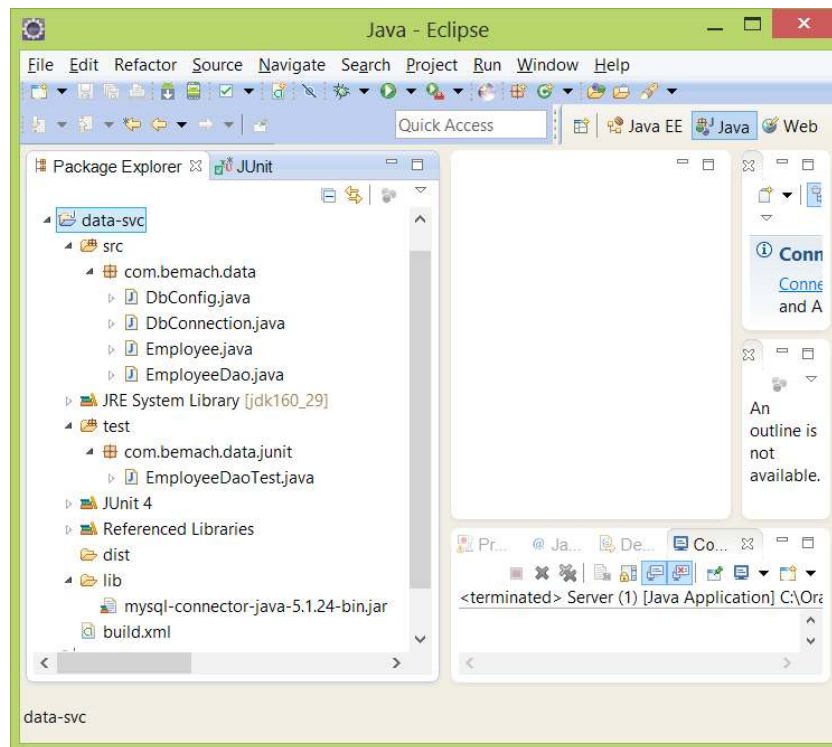 Java - Eclipse
File Edit Refactor Source Navigate Search Project Run Window Help
Quick Access
Java EE Java Web
Package Explorer JUnit
data-svc
src
com.bemach.data
DbConfig.java
DbConnection.java
Employee.java
EmployeeDao.java
JRE System Library [jdk160_29]
test
com.bemach.data.junit
EmployeeDaoTest.java
JUnit 4
Referenced Libraries
dist
lib
mysql-connector-java-5.1.24-bin.jar
build.xml
Conn
Conne
and A
An
outline is
not
available.
Pr... @ Ja... De... Co...
<terminated> Server (1) [Java Application] C:\Ora
data-svc